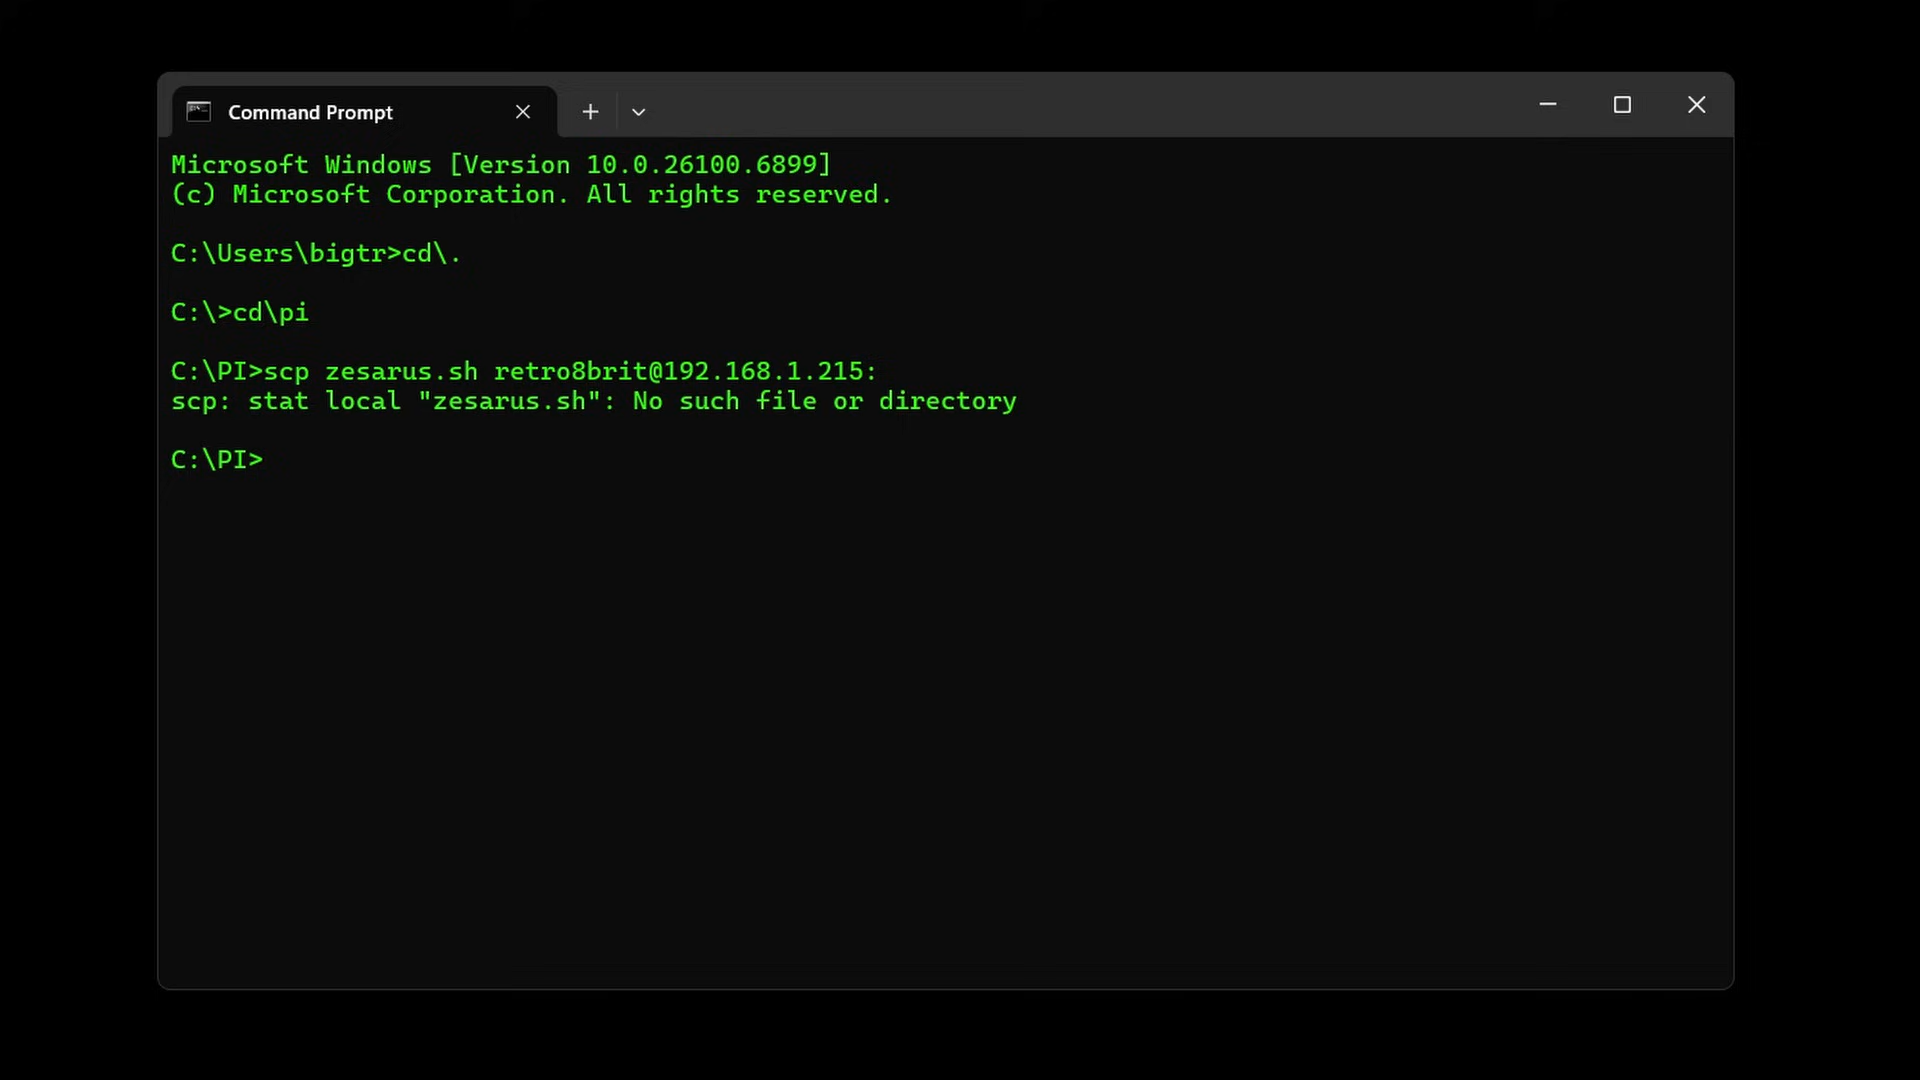 Command Prompt
Microsoft Windows [Version 10.0.26100.6899]
(c) Microsoft Corporation. All rights reserved.
C:\Users\bigtr>cd\.
C:\>cd\pi
C:\PI>scp zesarus.sh retro8brit@192.168.1.215:
scp: stat local "zesarus.sh": No such file or directory
C:\PI>